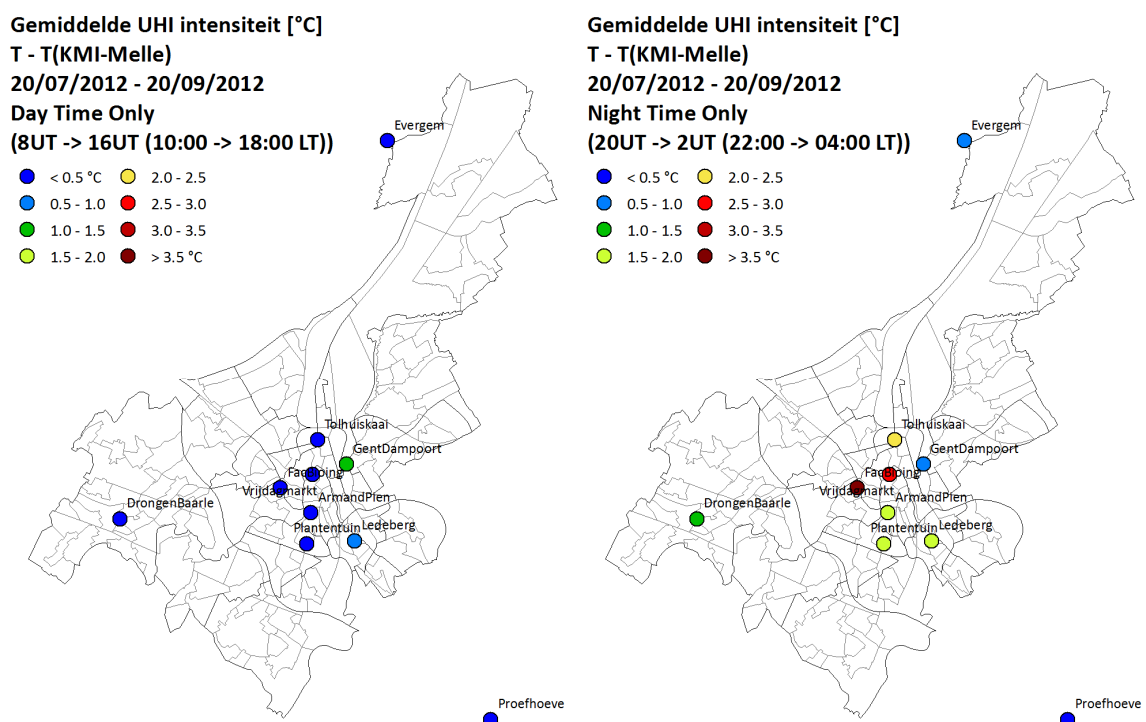 Gemiddelde UHI intensiteit [°C]
T - T(KMI-Melle)
20/07/2012 - 20/09/2012
Day Time Only
(8UT -> 16UT (10:00 -> 18:00 LT))
< 0.5 °C
2.0 - 2.5
0.5 - 1.0
2.5 - 3.0
1.0 - 1.5
3.0 - 3.5
1.5 - 2.0
> 3.5 °C
Evergem
Tolhuiskaai
GentDampoort
Vrijdagmarkt
DrongenBaarle
ArmandPien
Plantentuin
Ledeberg
Proefhoeve
Gemiddelde UHI intensiteit [°C]
T - T(KMI-Melle)
20/07/2012 - 20/09/2012
Night Time Only
(20UT -> 2UT (22:00 -> 04:00 LT))
< 0.5 °C
2.0 - 2.5
0.5 - 1.0
2.5 - 3.0
1.0 - 1.5
3.0 - 3.5
1.5 - 2.0
> 3.5 °C
Evergem
Tolhuiskaai
GentDampoort
Vrijdagmarkt
DrongenBaarle
ArmandPien
Plantentuin
Ledeberg
Proefhoeve